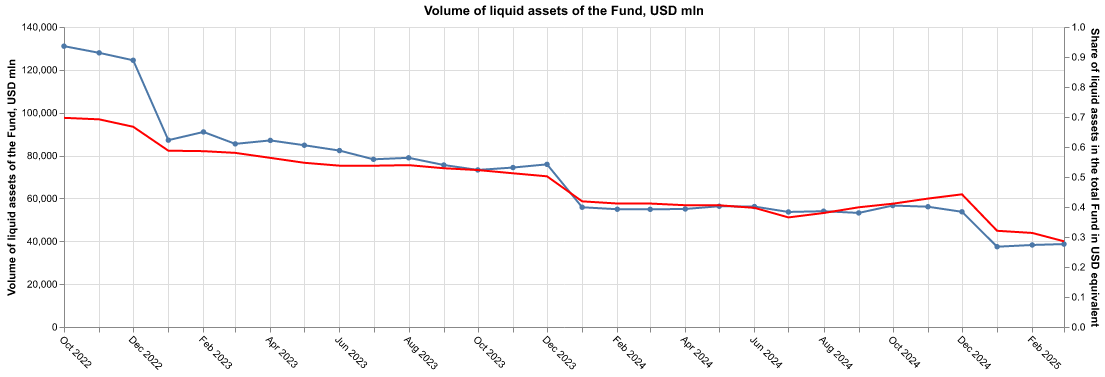 Volume of liquid assets of the Fund, USD mln
Volume of liquid assets of the Fund, USD mln
140,000
120,000
100,000
80,000
60,000
40,000
20,000
0
1.0
0.9
0.8
0.7
0.6
0.5
0.4
0.3
0.2
0.1
0.0
Share of liquid assets in the total Fund in USD equivalent
Oct 2022
Dec 2022
Feb 2023
Apr 2023
Jun 2023
Aug 2023
Oct 2023
Dec 2023
Feb 2024
Apr 2024
Jun 2024
Aug 2024
Oct 2024
Dec 2024
Feb 2025